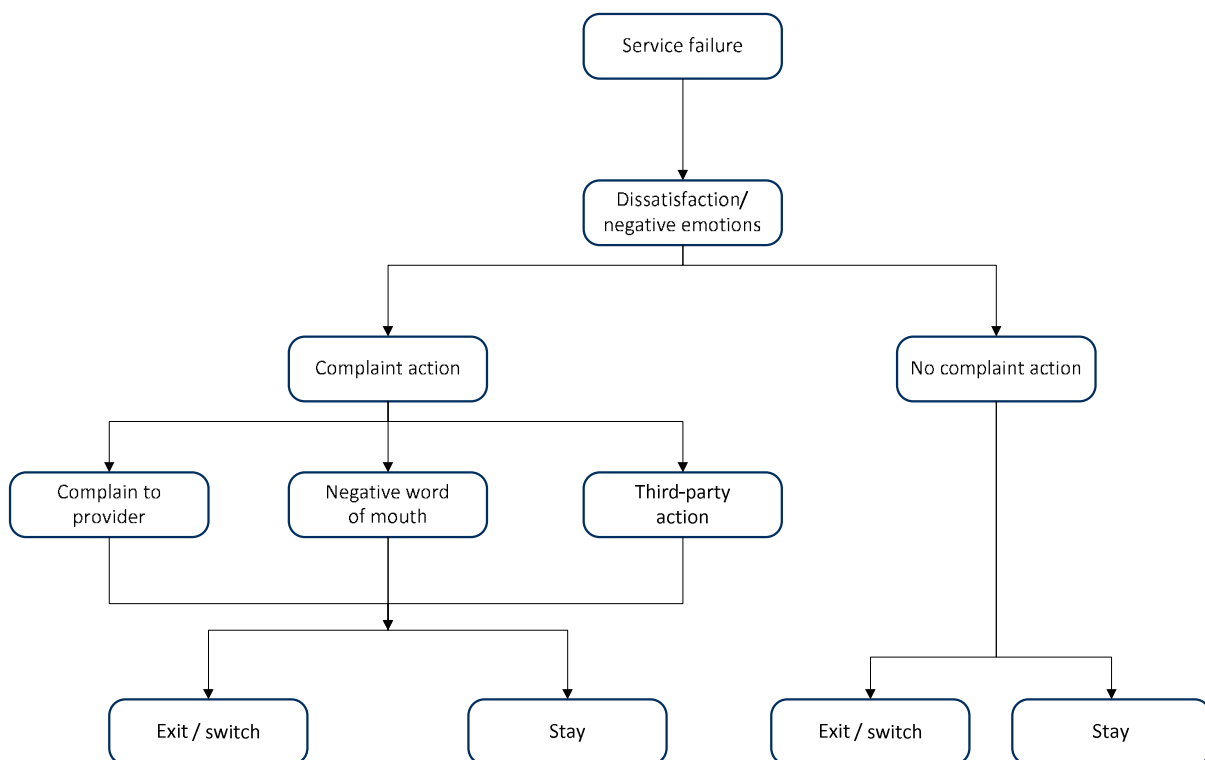 Service failure
Dissatisfaction/
negative emotions
Complaint action
No complaint action
Complain to
provider
Negative word
of mouth
Third-party
action
Exit / switch
Stay
Exit / switch
Stay